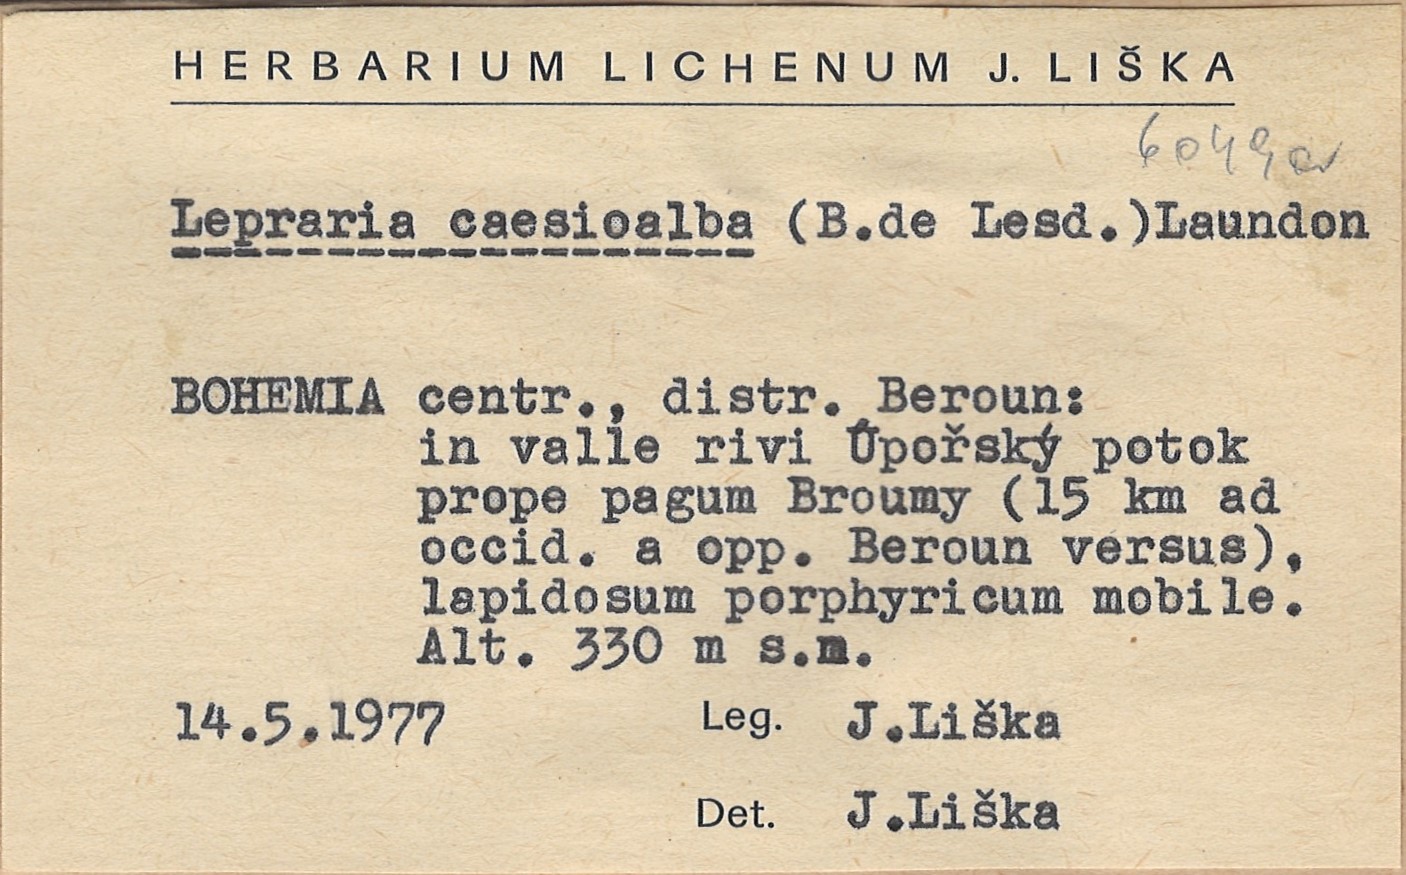 HERBARIUM LICHENUM J. LIŠKA
Lepraria caesioalba (B.de Lesd.)Laundon
BOHEMIA centr., distr. Beroun:
in valle rivi Úpořský potok
prope pagum Broumy (15 km ad
occid. a opp. Beroun versus),
lapidosum porphyricum mobile.
Alt. 330 m s.m.
14.5.1977 Leg. J.Liška
Det. J.Liška